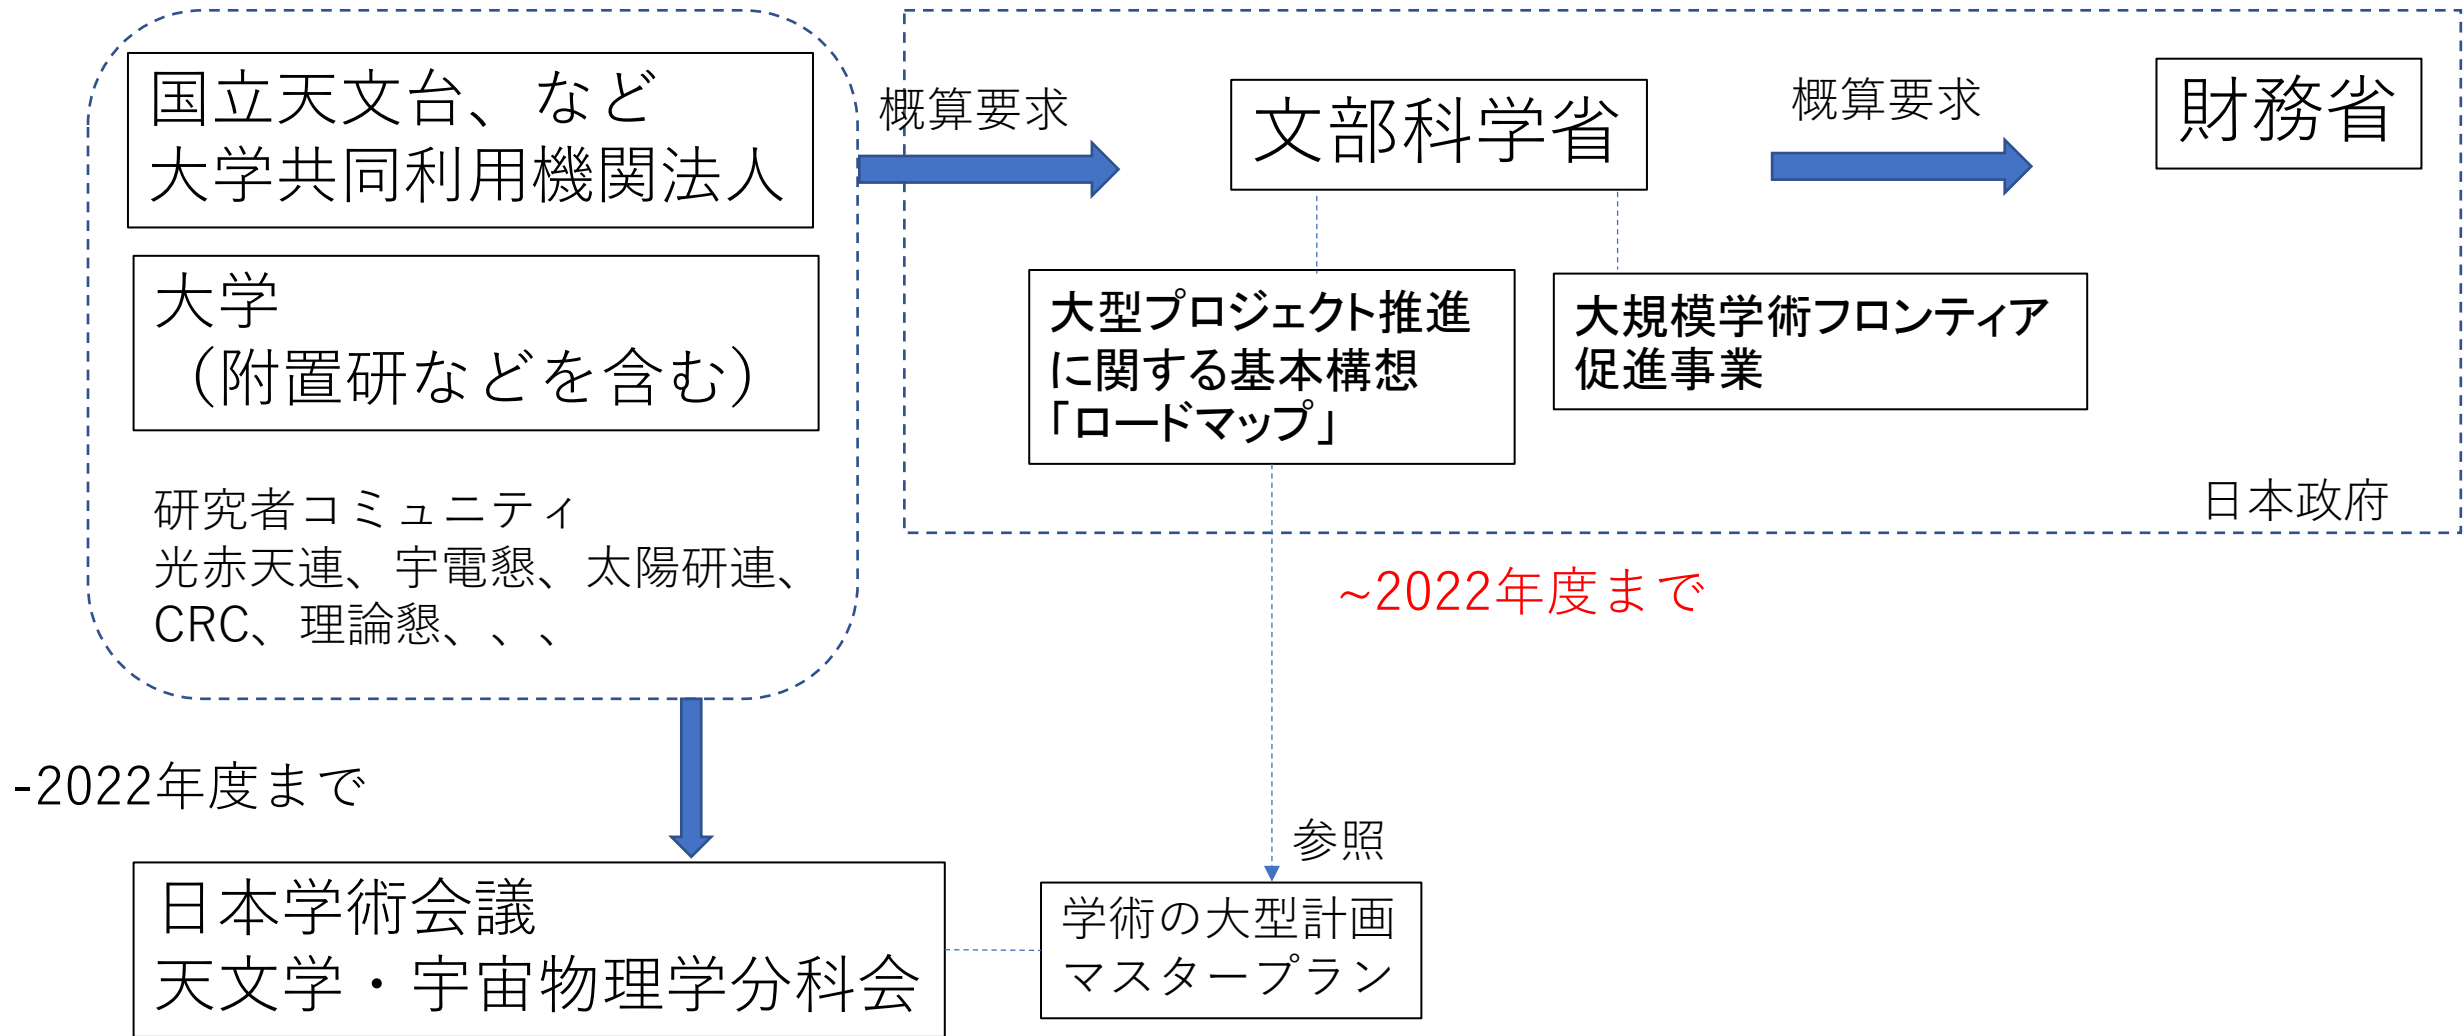 国立天文台、など
大学共同利用機関法人
大学
（附置研などを含む）
研究者コミュニティ
光赤天連、宇電懇、太陽研連、
CRC、理論懇、、、
概算要求
文部科学省
概算要求
財務省
大型プロジェクト推進
に関する基本構想
「ロードマップ」
大規模学術フロンティア
促進事業
日本政府
~2022年度まで
-2022年度まで
参照
日本学術会議
天文学・宇宙物理学分科会
学術の大型計画
マスタープラン